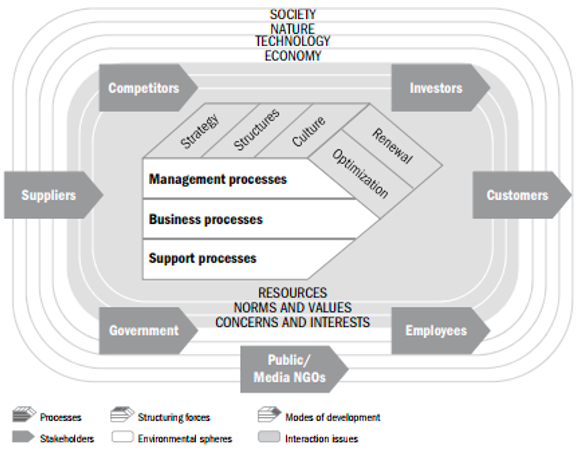 SOCIETY
NATURE
TECHNOLOGY
ECONOMY
Competitors
Investors
Strategy
Structures
Culture
Renewal
Optimization
Management processes
Suppliers
Customers
Business processes
Support processes
RESOURCES
NORMS AND VALUES
CONCERNS AND INTERESTS
Government
Employees
Public/
Media NGOs
Processes
Structuring forces
Modes of development
Stakeholders
Environmental spheres
Interaction issues